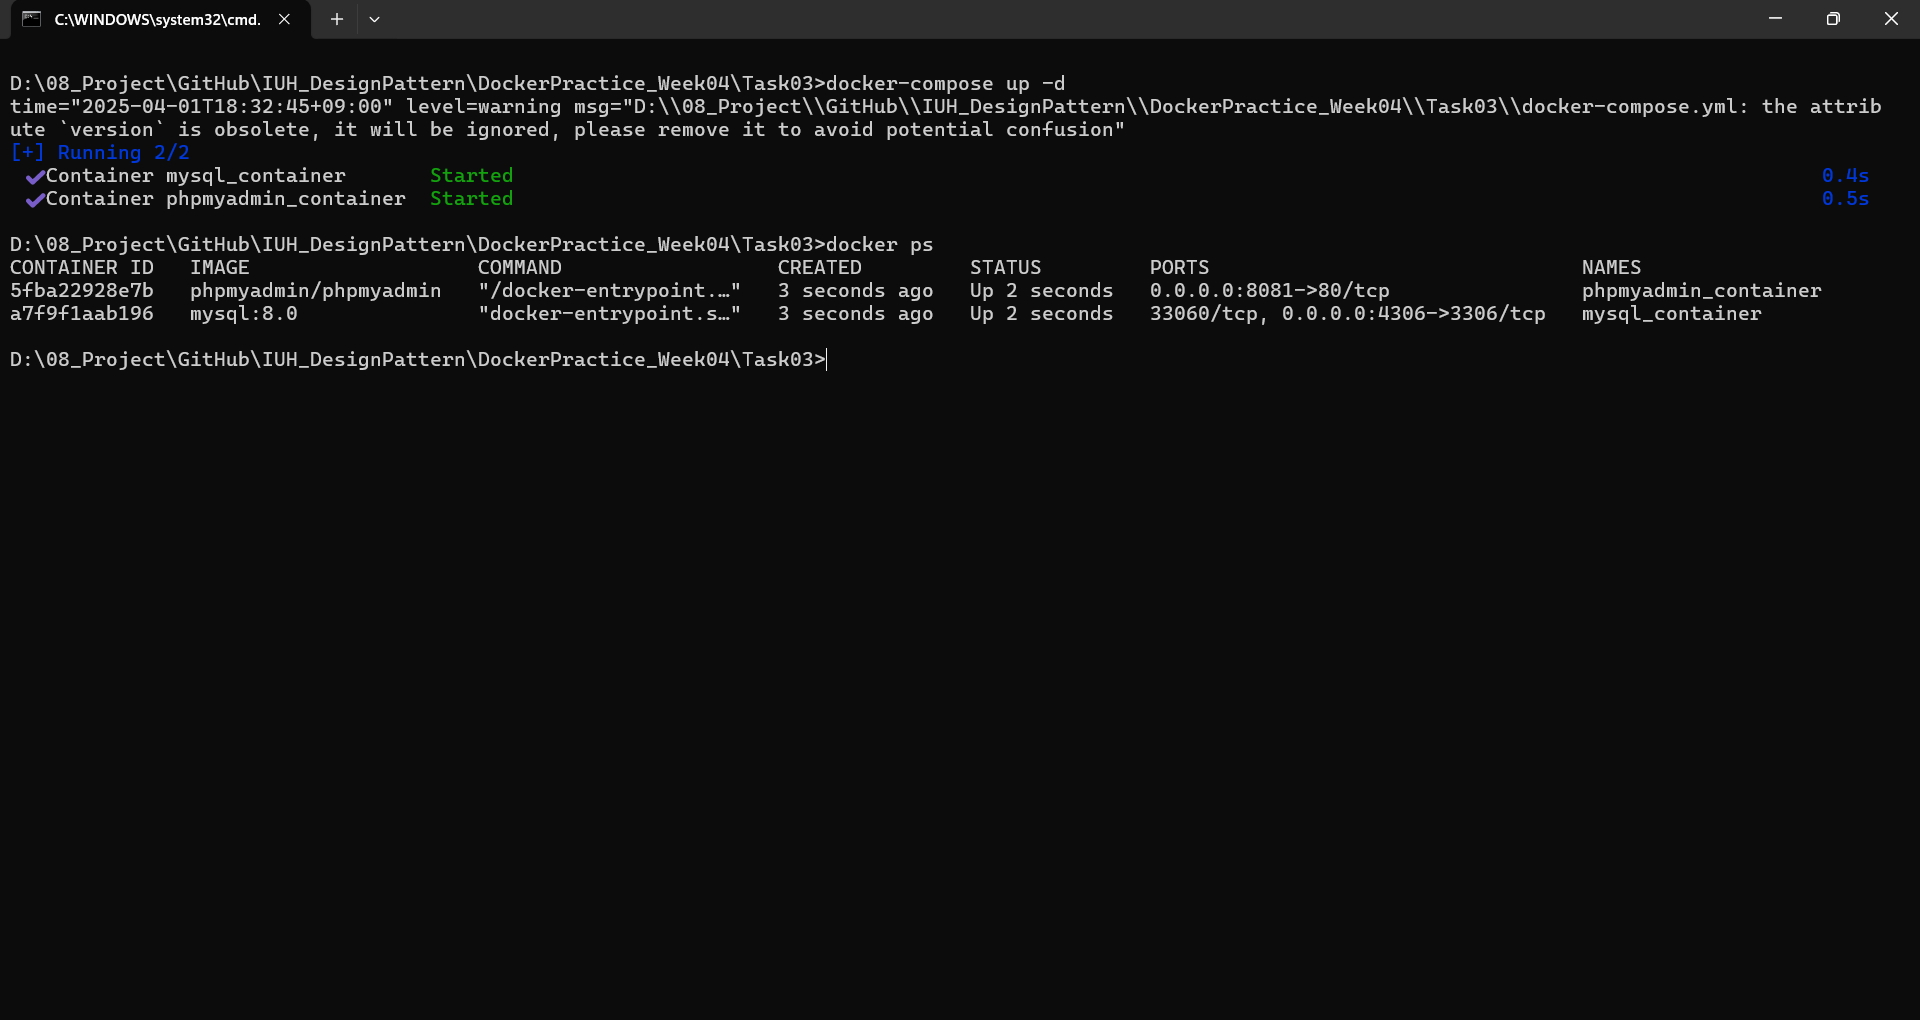 C:\WINDOWS\system32\cmd.
D:\08_Project\GitHub\IUH_DesignPattern\DockerPractice_Week04\Task03>docker-compose up -d
time="2025-04-01T18:32:45+09:00" level=warning msg="D:\\08_Project\\GitHub\\IUH_DesignPattern\\DockerPractice_Week04\\Task03\\docker-compose.yml: the attrib
ute `version` is obsolete, it will be ignored, please remove it to avoid potential confusion"
[+] Running 2/2
✔Container mysql_container       Started 0.4s
✔Container phpmyadmin_container  Started 0.5s
D:\08_Project\GitHub\IUH_DesignPattern\DockerPractice_Week04\Task03>docker ps
CONTAINER ID   IMAGE                   COMMAND                  CREATED         STATUS         PORTS                               NAMES
5fba22928e7b   phpmyadmin/phpmyadmin   "/docker-entrypoint.…"   3 seconds ago   Up 2 seconds   0.0.0.0:8081->80/tcp                phpmyadmin_container
a7f9f1aab196   mysql:8.0               "docker-entrypoint.s…"   3 seconds ago   Up 2 seconds   33060/tcp, 0.0.0.0:4306->3306/tcp   mysql_container
D:\08_Project\GitHub\IUH_DesignPattern\DockerPractice_Week04\Task03>